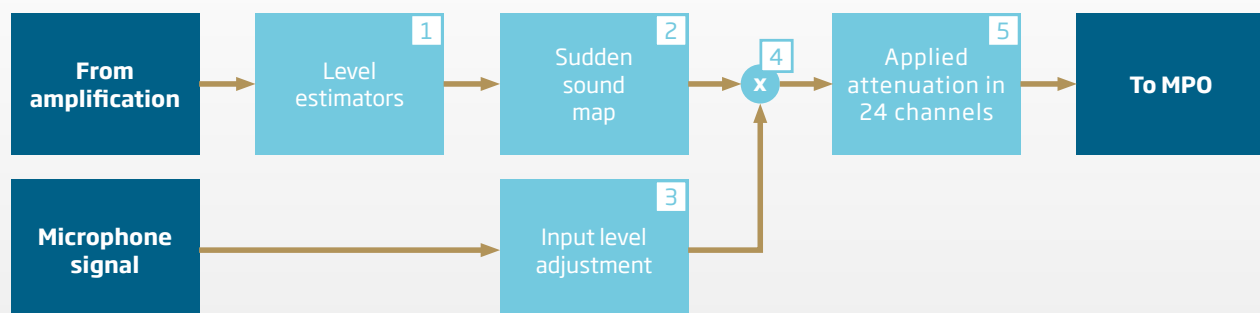 From
amplification
1
Level
estimators
2
Sudden
sound
map
4
x
5
Applied
attenuation in
24 channels
To MPO
Microphone
signal
3
Input level
adjustment